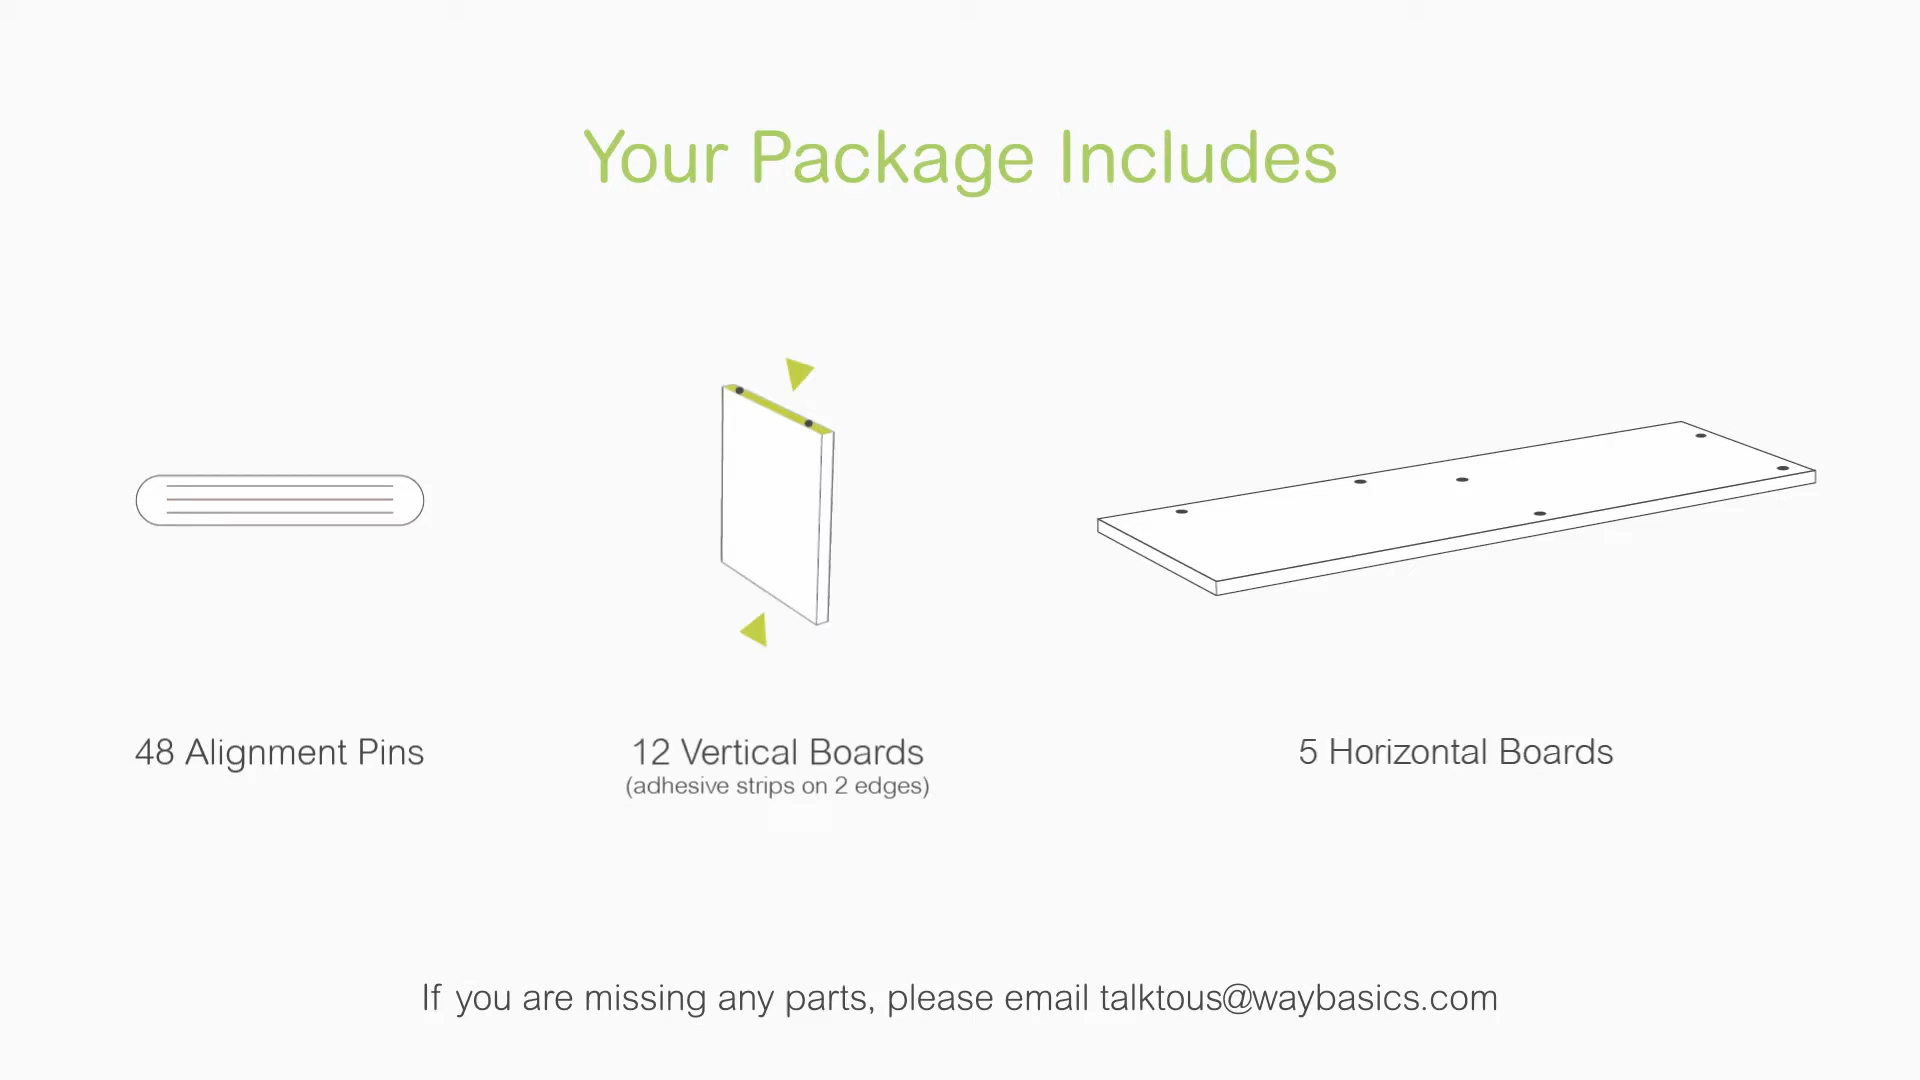 Your Package Includes
48 Alignment Pins
12 Vertical Boards
(adhesive strips on 2 edges)
5 Horizontal Boards
If you are missing any parts, please email talktous@waybasics.com